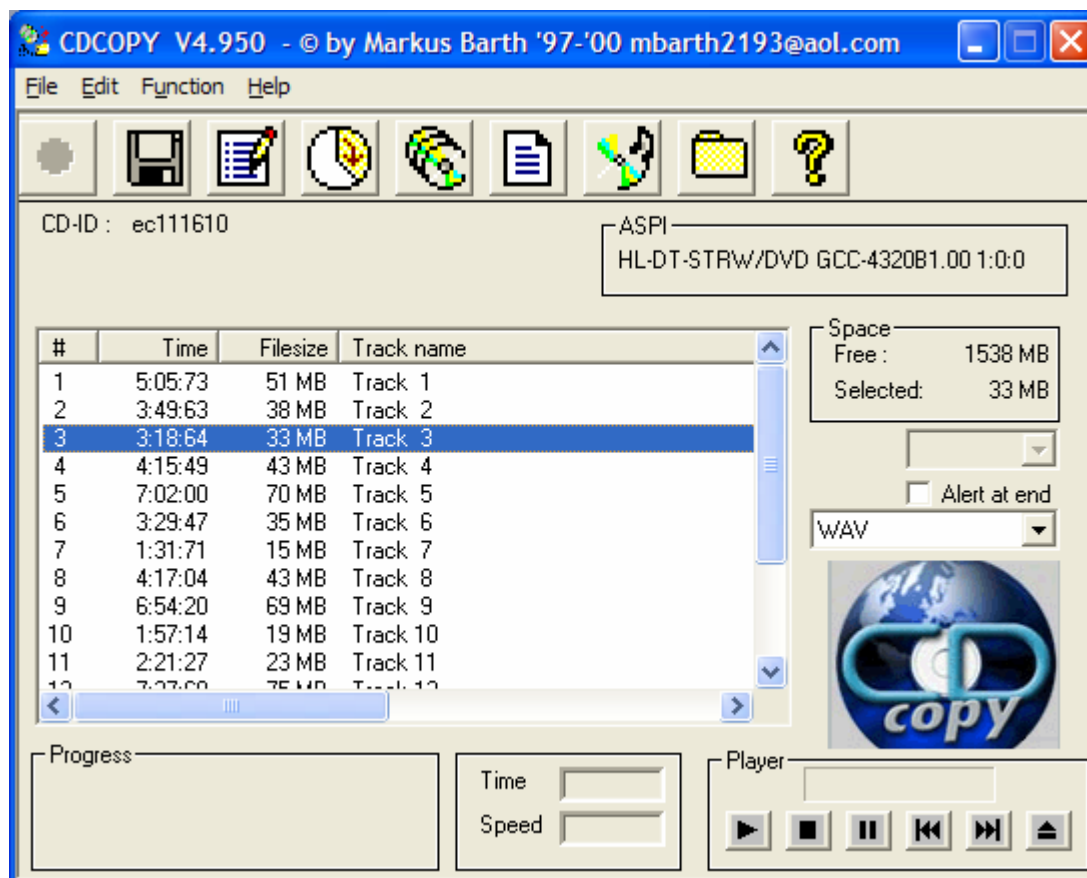 CDCOPY V4.950 - © by Markus Barth '97-'00 mbarth2193@aol.com
File Edit Function Help
CD-ID : ec111610
ASPI
HL-DT-STRW/DVD GCC-4320B1.00 1:0:0
# Time Filesize Track name
1 5:05:73 51 MB Track 1
2 3:49:63 38 MB Track 2
3 3:18:64 33 MB Track 3
4 4:15:49 43 MB Track 4
5 7:02:00 70 MB Track 5
6 3:29:47 35 MB Track 6
7 1:31:71 15 MB Track 7
8 4:17:04 43 MB Track 8
9 6:54:20 69 MB Track 9
10 1:57:14 19 MB Track 10
11 2:21:27 23 MB Track 11
Space
Free : 1538 MB
Selected: 33 MB
Alert at end
WAV
CD
copy
Progress
Time
Speed
Player